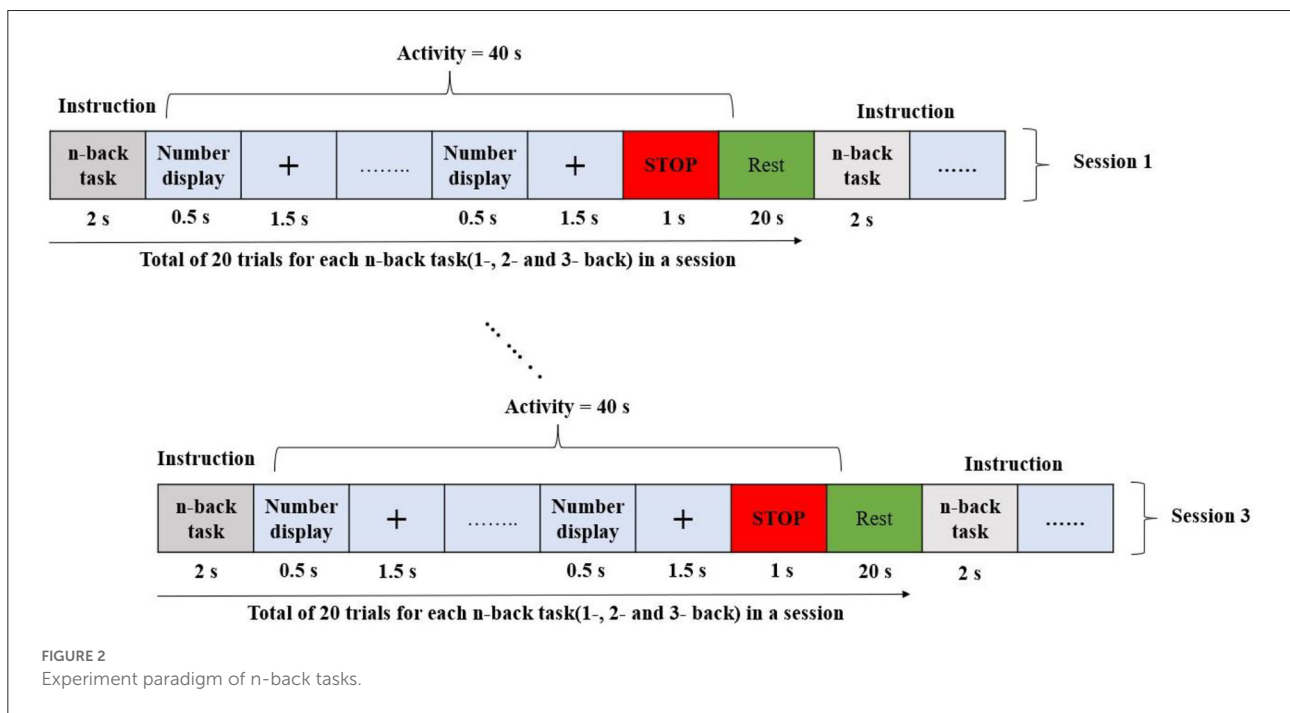 Activity = 40 s
Instruction
Instruction
n-back task
Number display
+
........
Number display
+
STOP
Rest
n-back task
......
Session 1
2 s
0.5 s
1.5 s
0.5 s
1.5 s
1 s
20 s
2 s
Total of 20 trials for each n-back task(1-, 2- and 3- back) in a session
Activity = 40 s
Instruction
Instruction
n-back task
Number display
+
........
Number display
+
STOP
Rest
n-back task
......
Session 3
2 s
0.5 s
1.5 s
0.5 s
1.5 s
1 s
20 s
2 s
Total of 20 trials for each n-back task(1-, 2- and 3- back) in a session
FIGURE 2
Experiment paradigm of n-back tasks.